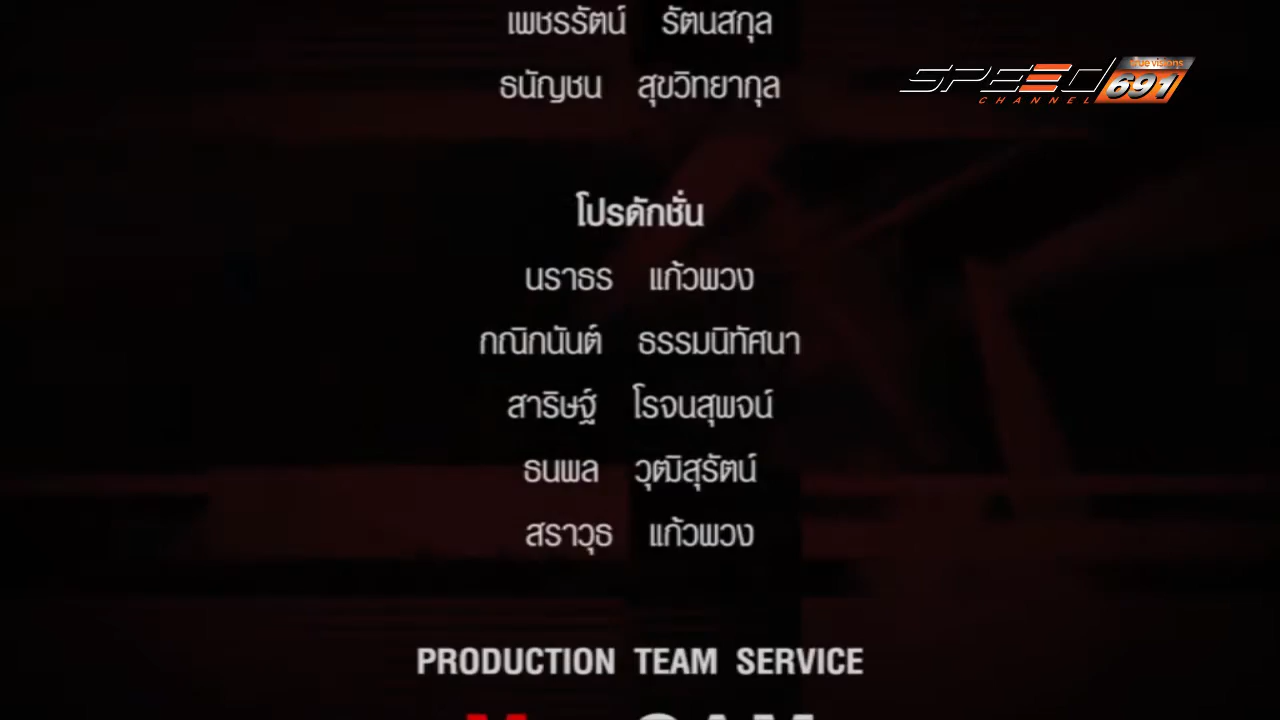 เพชรรัตน์ รัตนสกุล
ธนัญชน สุขวิทยากุล
SPEED CHANNEL
true visions
691
โปรดักชั่น
นราธร แก้วพวง
กณิกนันต์ ธรรมนิทัศนา
สาริษฐ์ โรจนสุพจน์
ธนพล วุฒิสุรัตน์
สราวุธ แก้วพวง
PRODUCTION TEAM SERVICE